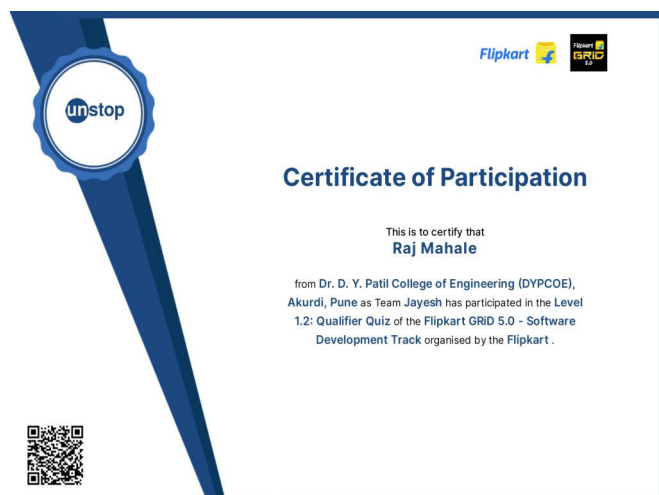 unstop
Flipkart
Flipkart
GRiD
5.0
Certificate of Participation
This is to certify that
Raj Mahale
from Dr. D. Y. Patil College of Engineering (DYPCOE),
Akurdi, Pune as Team Jayesh has participated in the Level
1.2: Qualifier Quiz of the Flipkart GRiD 5.0 - Software
Development Track organised by the Flipkart .